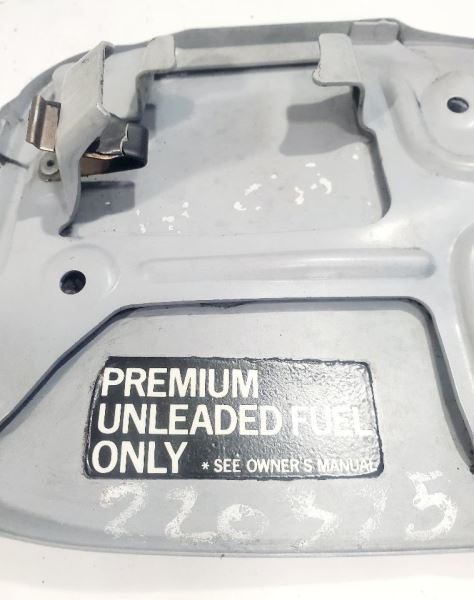 PREMIUM
UNLEADED FUEL
ONLY * SEE OWNER'S MANUAL
220375